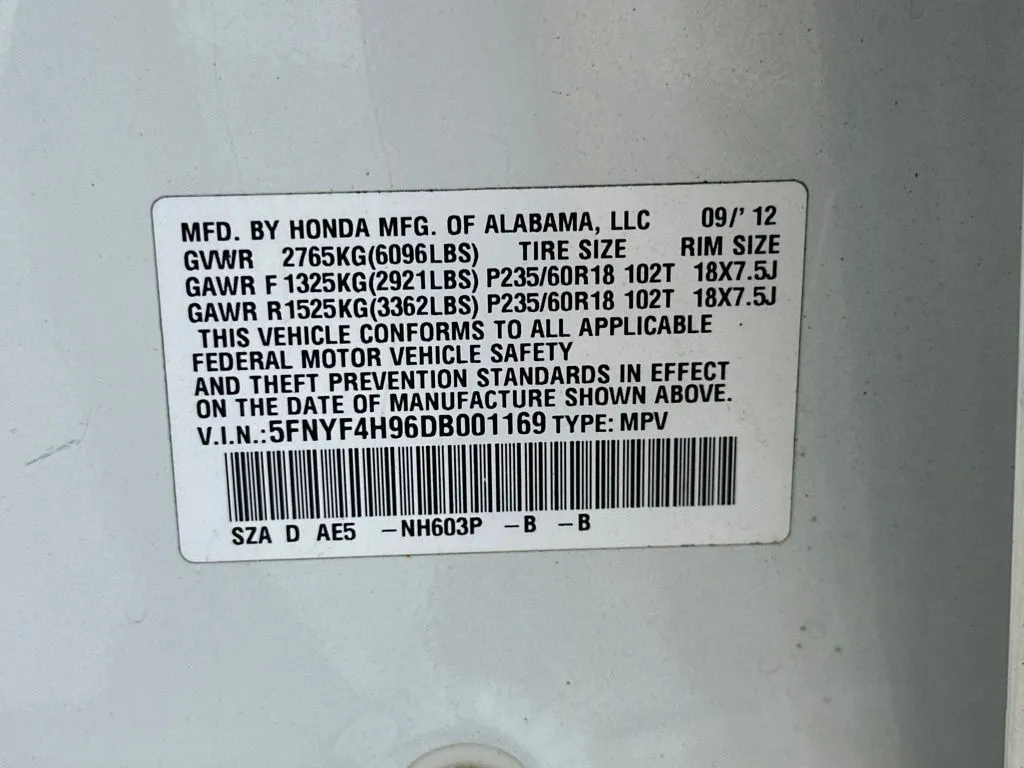 MFD. BY HONDA MFG. OF ALABAMA, LLC 09/'12
GVWR 2765KG(6096LBS) TIRE SIZE RIM SIZE
GAWR F 1325KG(2921LBS) P235/60R18 102T 18X7.5J
GAWR R 1525KG(3362LBS) P235/60R18 102T 18X7.5J
THIS VEHICLE CONFORMS TO ALL APPLICABLE
FEDERAL MOTOR VEHICLE SAFETY
AND THEFT PREVENTION STANDARDS IN EFFECT
ON THE DATE OF MANUFACTURE SHOWN ABOVE.
V.I.N.:5FNYF4H96DB001169 TYPE: MPV
SZA D AE5 –NH603P –B –B